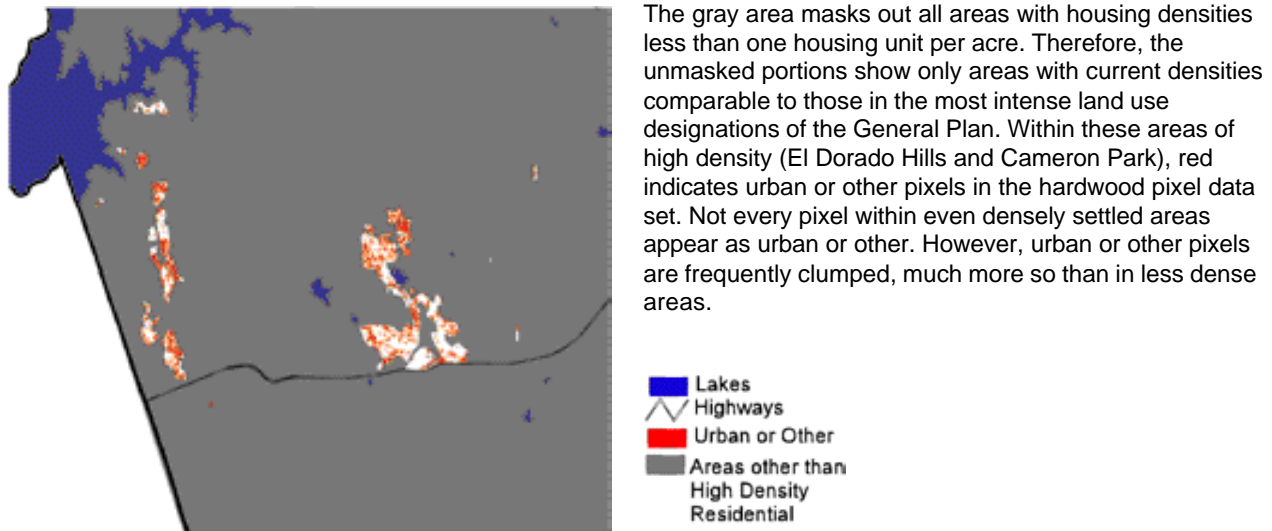 The gray area masks out all areas with housing densities
less than one housing unit per acre. Therefore, the
unmasked portions show only areas with current densities
comparable to those in the most intense land use
designations of the General Plan. Within these areas of
high density (El Dorado Hills and Cameron Park), red
indicates urban or other pixels in the hardwood pixel data
set. Not every pixel within even densely settled areas
appear as urban or other. However, urban or other pixels
are frequently clumped, much more so than in less dense
areas.
Lakes
Highways
Urban or Other
Areas other than
High Density
Residential